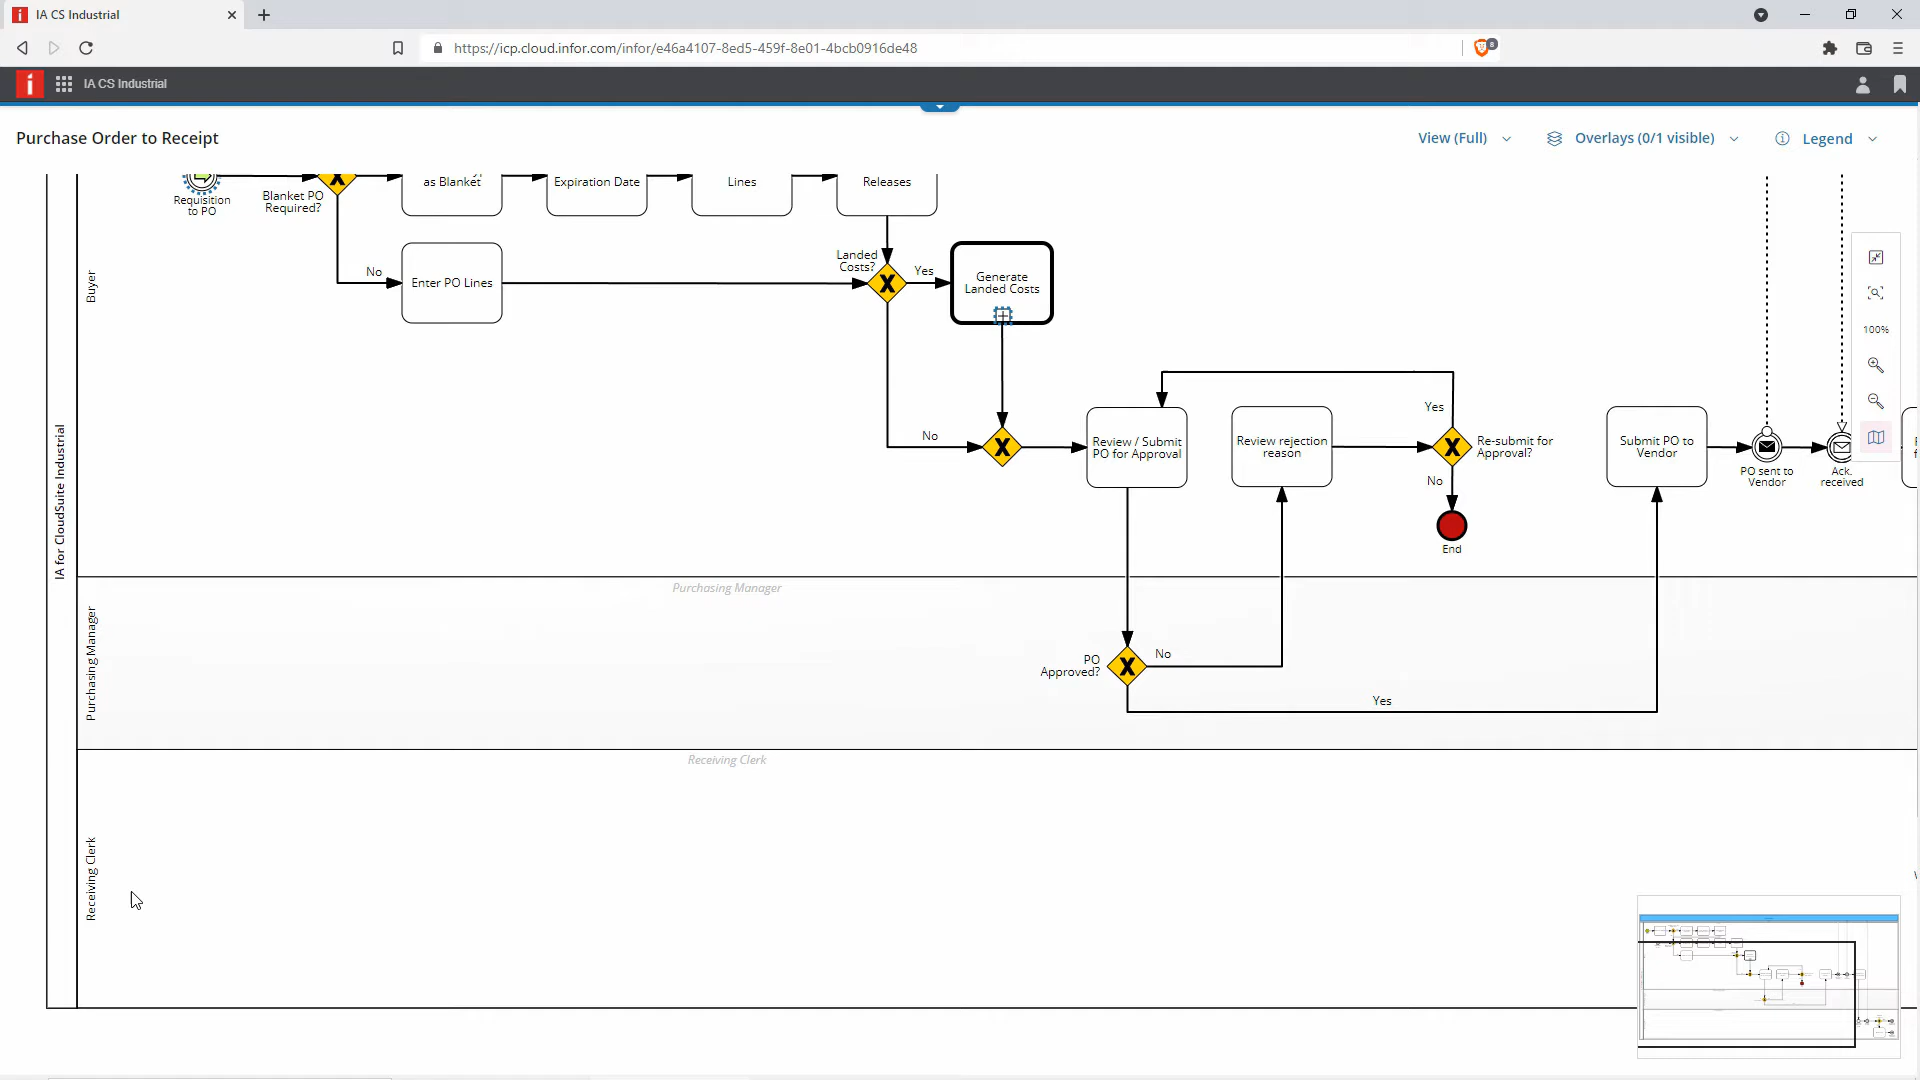 IA CS Industrial
https://icp.cloud.infor.com/infor/e46a4107-8ed5-459f-8e01-4bcb0916de48
8
IA CS Industrial
Purchase Order to Receipt
View (Full)
Overlays (0/1 visible)
Legend
as Blanket
Expiration Date
Lines
Releases
Requisition
to PO
Blanket PO
Required?
Buyer
No
Enter PO Lines
Landed
Costs?
Yes
Generate
Landed Costs
100%
IA for CloudSuite Industrial
No
Review / Submit
PO for Approval
Review rejection
reason
Yes
Re-submit for
Approval?
No
End
Submit PO to
Vendor
PO sent to
Vendor
Ack.
received
Purchasing Manager
Purchasing Manager
PO
Approved?
No
Yes
Receiving Clerk
Receiving Clerk